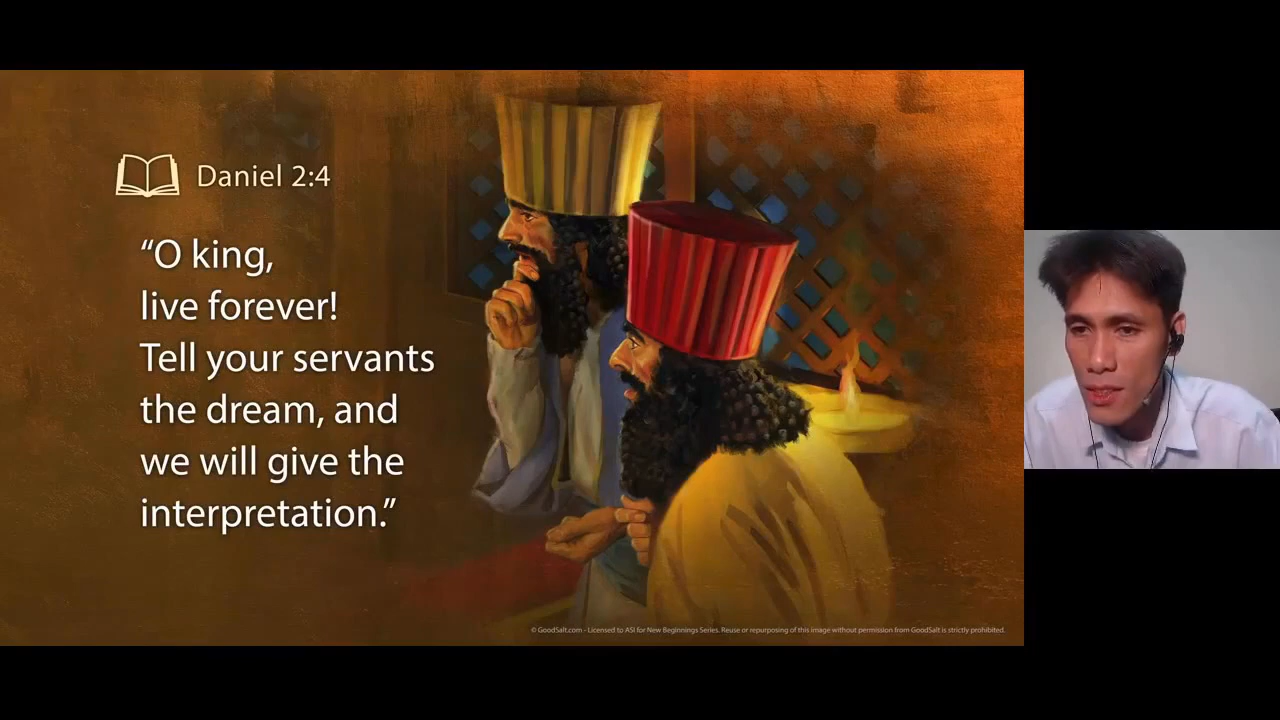 Daniel 2:4
“O king,
live forever!
Tell your servants
the dream, and
we will give the
interpretation.”
© GoodSalt.com - Licensed to ASI for New Beginnings Series. Reuse or repurposing of this image without permission from GoodSalt is strictly prohibited.